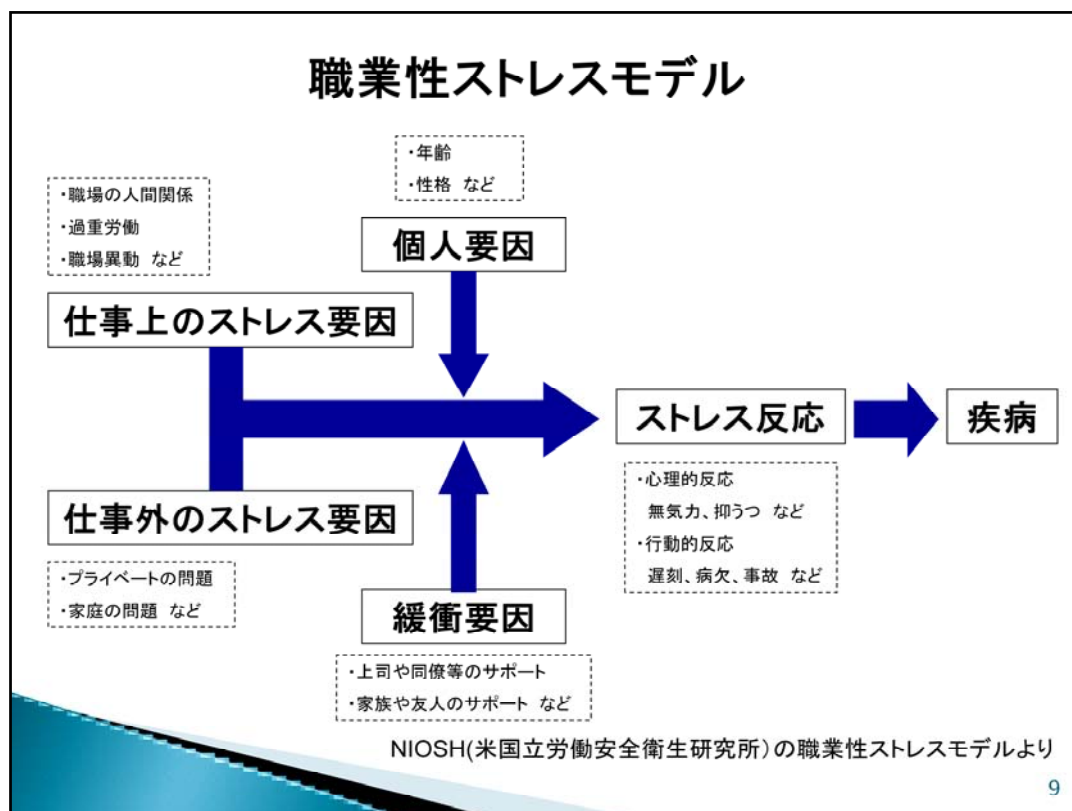 職業性ストレスモデル
・年齢
・性格 など
・職場の人間関係
・過重労働
・職場異動 など
個人要因
仕事上のストレス要因
ストレス反応
疾病
・心理的反応
無気力、抑うつ など
・行動的反応
遅刻、病欠、事故 など
仕事外のストレス要因
・プライベートの問題
・家庭の問題 など
緩衝要因
・上司や同僚等のサポート
・家族や友人のサポート など
NIOSH(米国立労働安全衛生研究所)の職業性ストレスモデルより
9